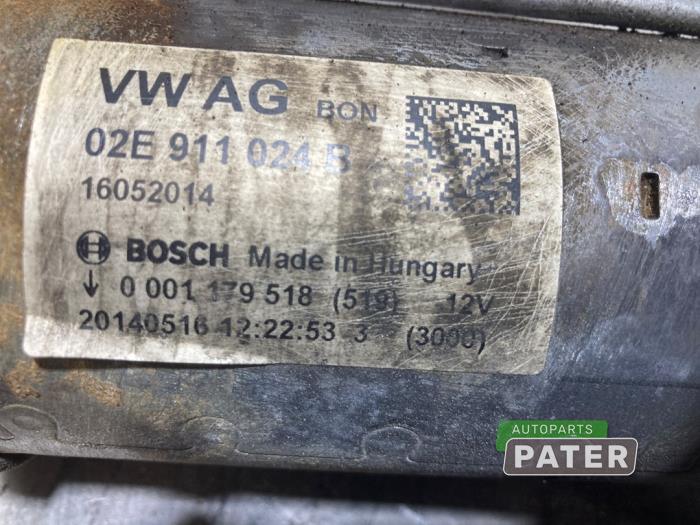 VW AG BON
02E 911 024 B
16052014
BOSCH Made in Hungary
↓ 0 001 179 518 (519) 12V
20140516 12:22:53 3 (3000)
AUTOPARTS
PATER